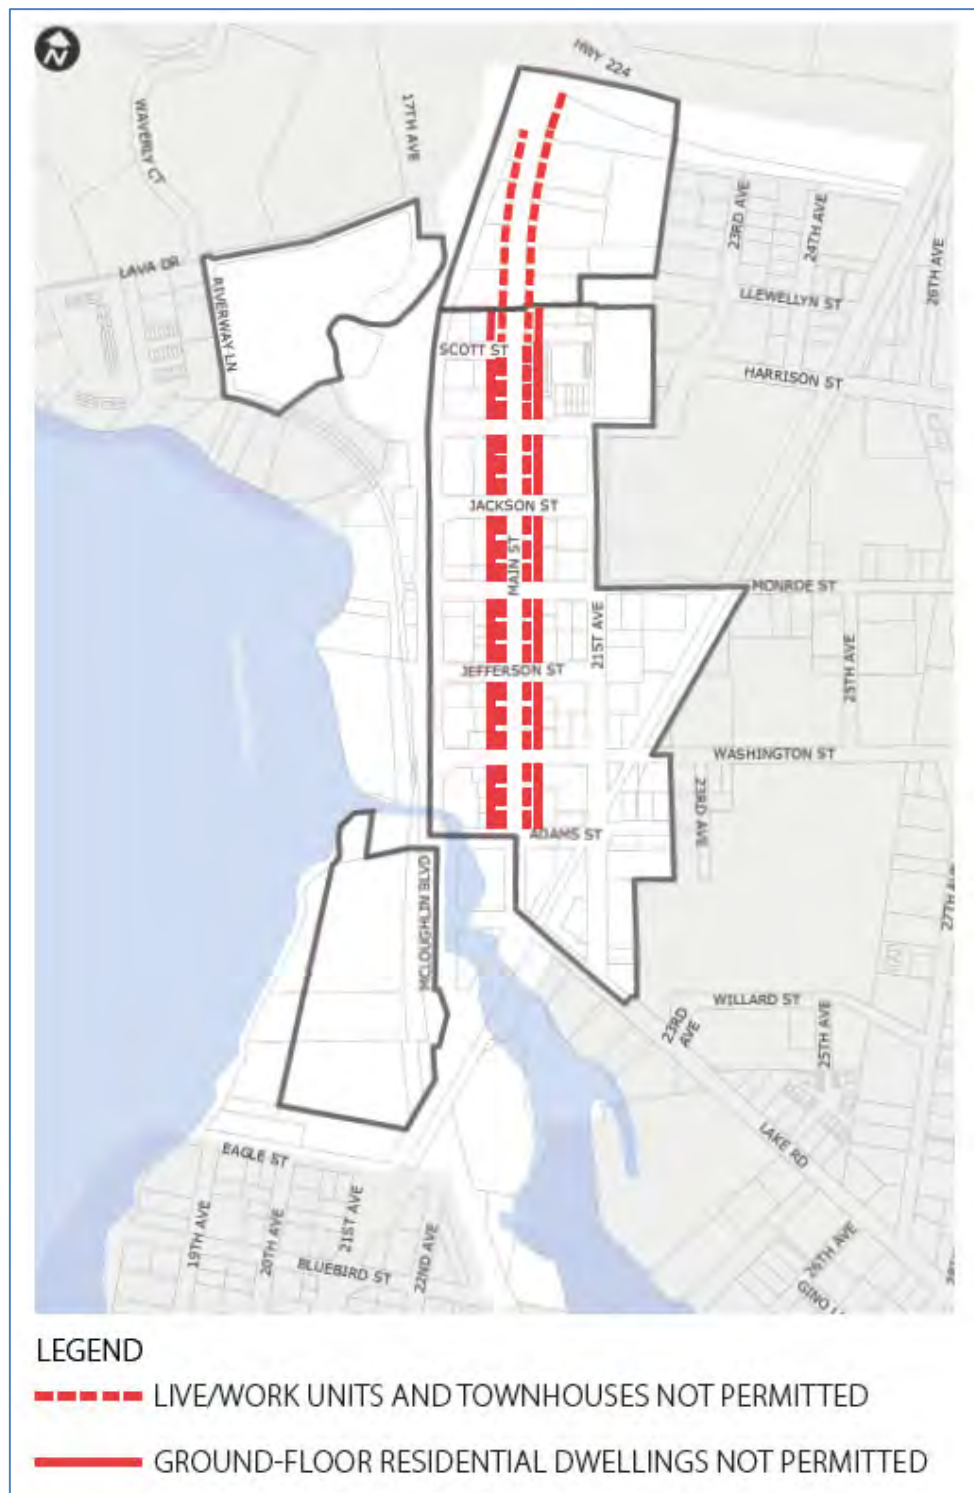 N
HWY 224
WAVERLY CT
17TH AVE
23RD AVE
24TH AVE
26TH AVE
LAVA DR
RIVERWAY LN
LLEWELLYN ST
SCOTT ST
HARRISON ST
JACKSON ST
MAIN ST
MONROE ST
21ST AVE
25TH AVE
JEFFERSON ST
WASHINGTON ST
23RD AVE
ADAMS ST
MCLOUGHLIN BLVD
WILLARD ST
23RD
AVE
25TH AVE
LAKE RD
EAGLE ST
19TH AVE
20TH AVE
21ST AVE
22ND AVE
BLUEBIRD ST
26TH AVE
GINO
LEGEND
LIVE/WORK UNITS AND TOWNHOUSES NOT PERMITTED
GROUND-FLOOR RESIDENTIAL DWELLINGS NOT PERMITTED